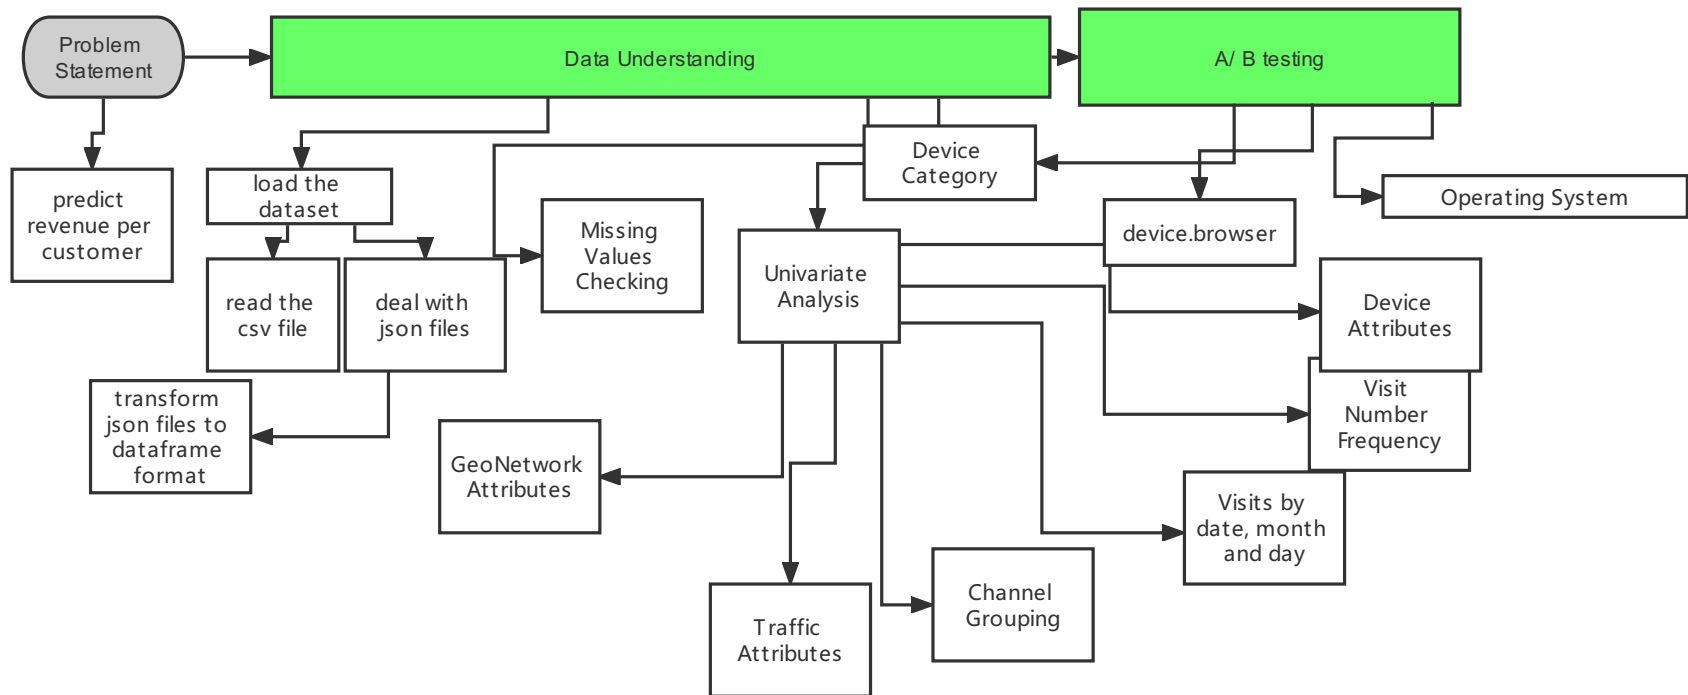 Problem
Statement
Data Understanding
A/ B testing
predict
revenue per
customer
load the
dataset
Device
Category
Operating System
Missing
Values
Checking
device.browser
Univariate
Analysis
read the
csv file
deal with
json files
Device
Attributes
transform
json files to
dataframe
format
Visit
Number
Frequency
GeoNetwork
Attributes
Visits by
date, month
and day
Channel
Grouping
Traffic
Attributes